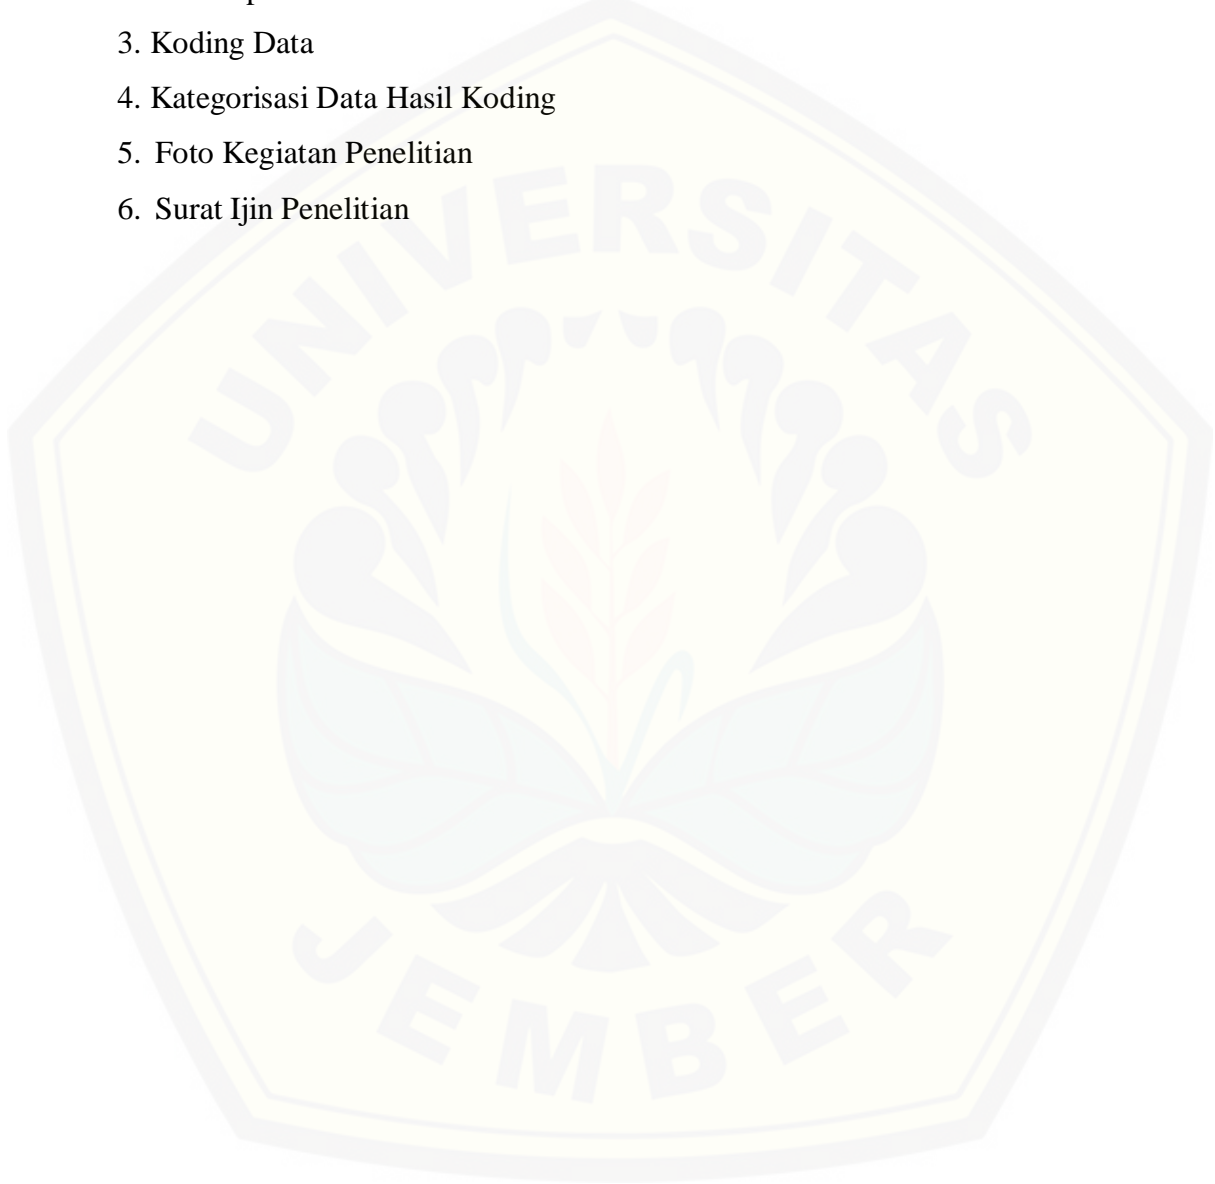 3. Koding Data
4. Kategorisasi Data Hasil Koding
5. Foto Kegiatan Penelitian
6. Surat Ijin Penelitian
UNIVERSITAS
JEMBER